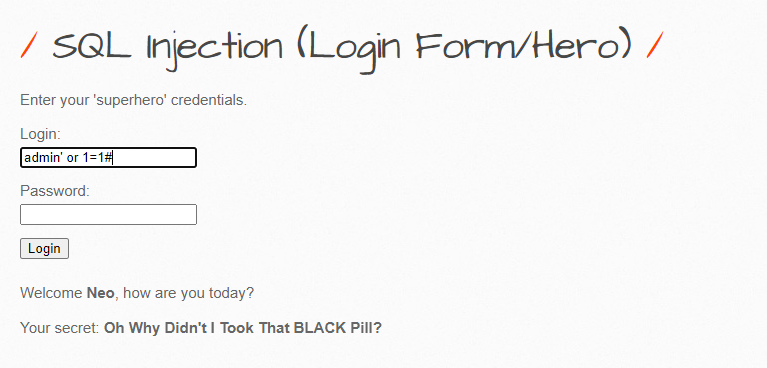 / SQL Injection (Login Form/Hero) /
Enter your 'superhero' credentials.
Login:
admin' or 1=1#
Password:
Login
Welcome Neo, how are you today?
Your secret: Oh Why Didn't I Took That BLACK Pill?